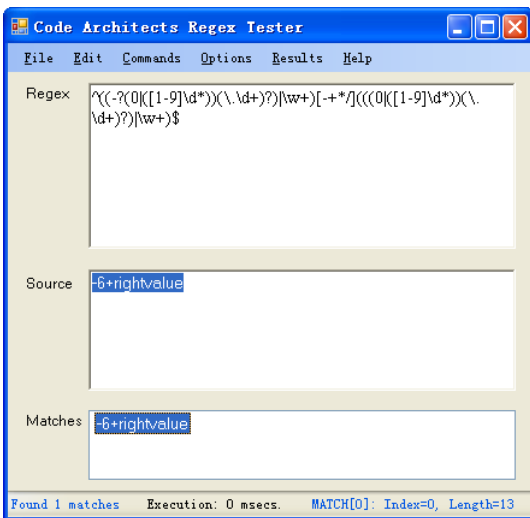 Code Architects Regex Tester
File Edit Commands Options Results Help
Regex
^((-?(0|([1-9]\d*))(\.\d+)?)|\w+)[-+*/](((0|([1-9]\d*))(\.
\d+)?)|\w+)$
Source
-6+rightvalue
Matches
-6+rightvalue
Found 1 matches Execution: 0 msecs. MATCH[0]: Index=0, Length=13